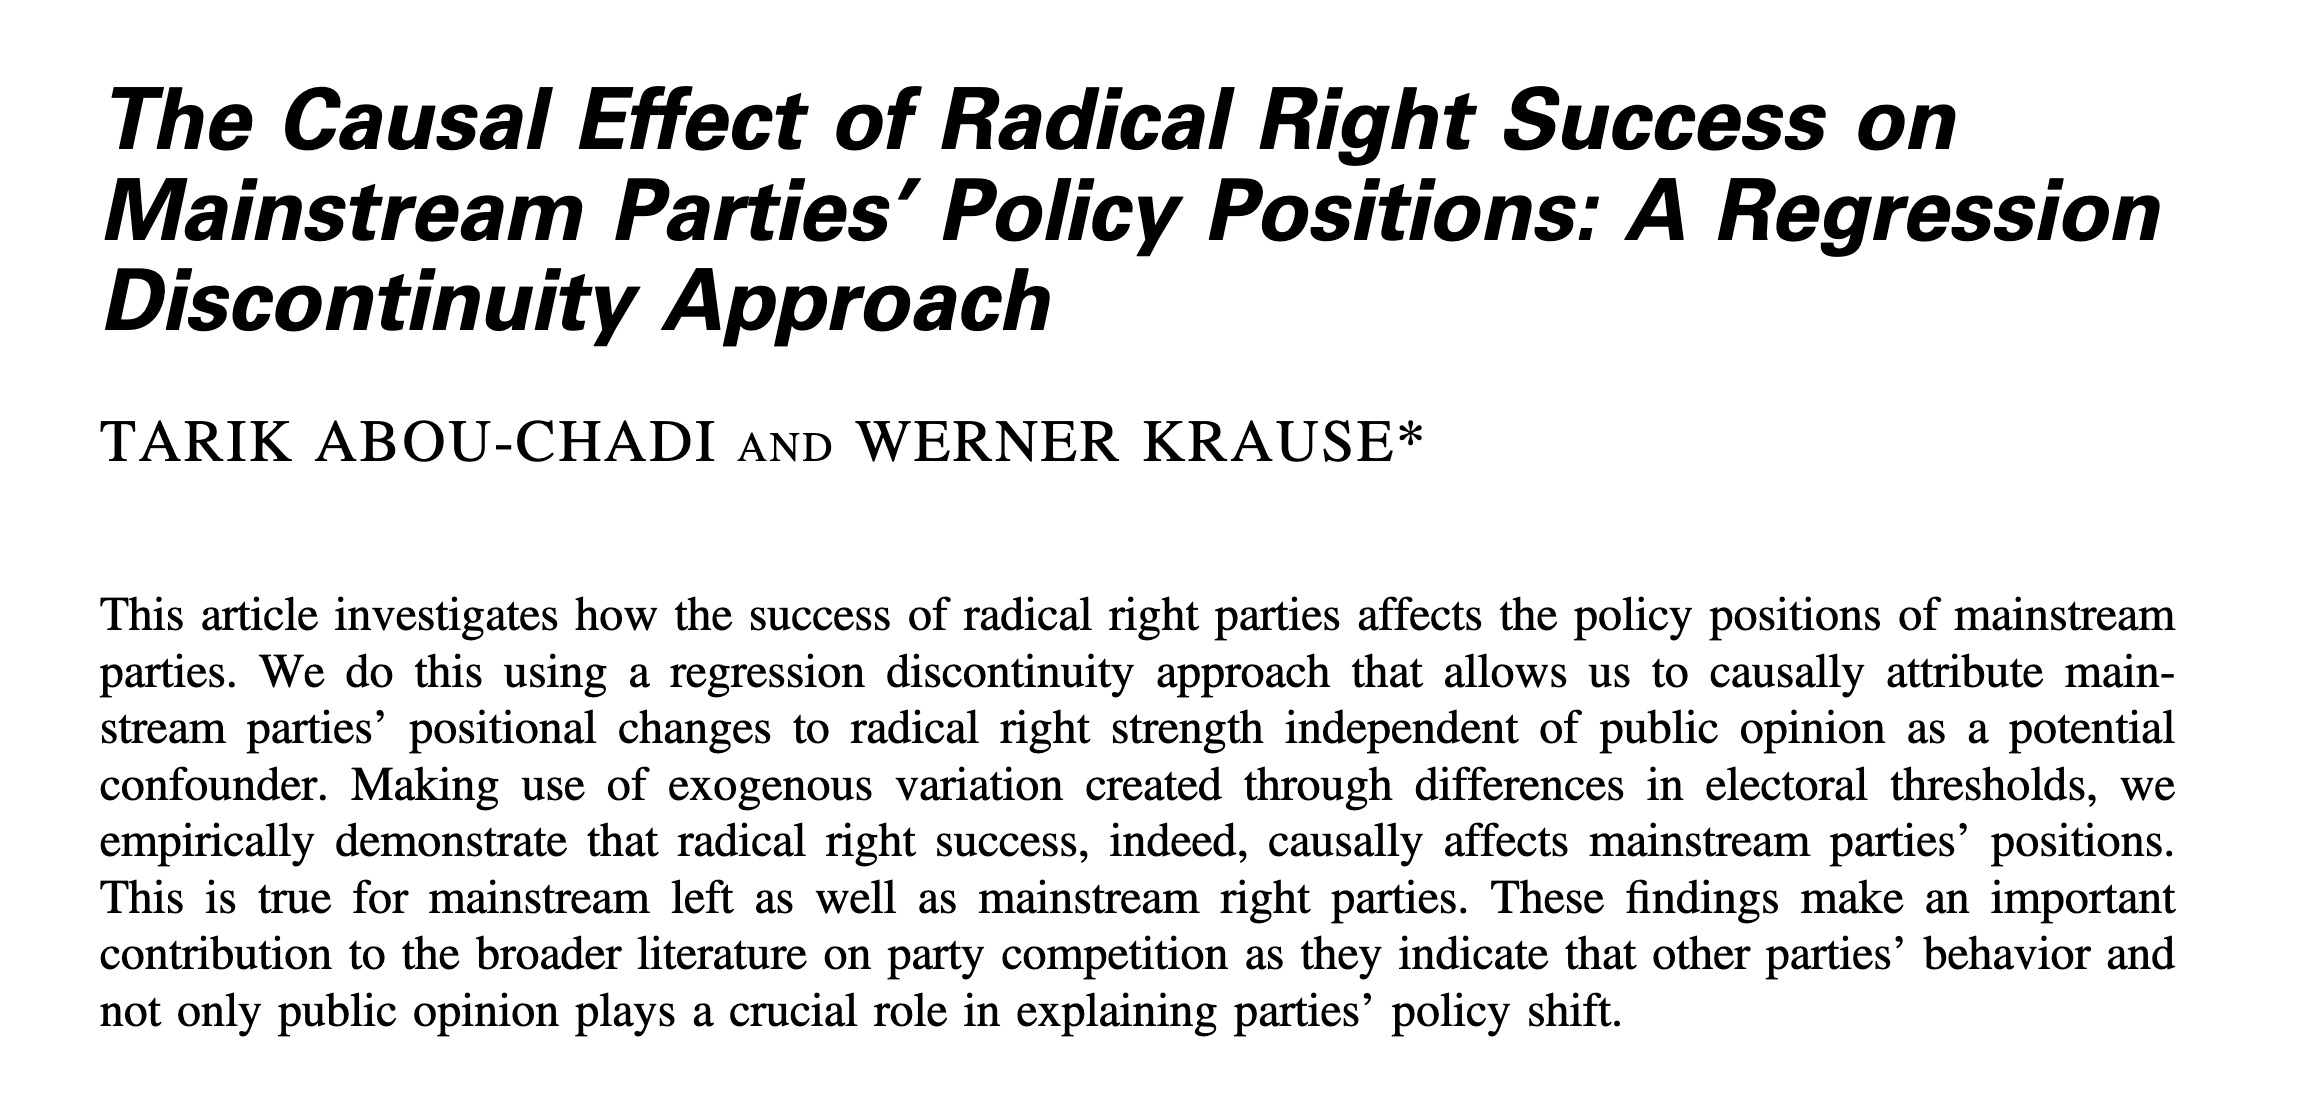 The Causal Effect of Radical Right Success on
Mainstream Parties’ Policy Positions: A Regression
Discontinuity Approach
TARIK ABOU-CHADI AND WERNER KRAUSE*
This article investigates how the success of radical right parties affects the policy positions of mainstream
parties. We do this using a regression discontinuity approach that allows us to causally attribute main-
stream parties’ positional changes to radical right strength independent of public opinion as a potential
confounder. Making use of exogenous variation created through differences in electoral thresholds, we
empirically demonstrate that radical right success, indeed, causally affects mainstream parties’ positions.
This is true for mainstream left as well as mainstream right parties. These findings make an important
contribution to the broader literature on party competition as they indicate that other parties’ behavior and
not only public opinion plays a crucial role in explaining parties’ policy shift.